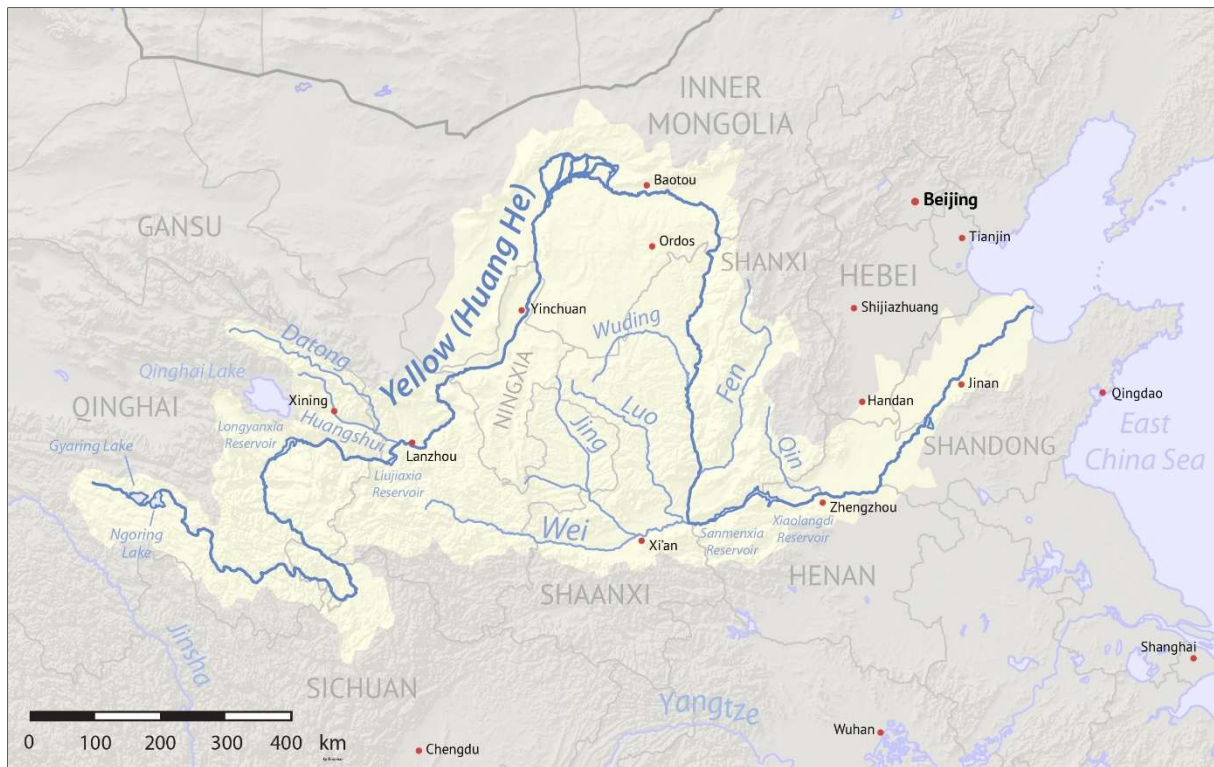 INNER
MONGOLIA
Baotou
Beijing
Yellow (Huang He)
GANSU
Ordos
Tianjin
SHANXI
HEBEI
Yinchuan
Shijiazhuang
Wuding
Datong
Qinghai Lake
NINGXIA
Fen
Jinan
Qingdao
QINGHAI
Xining
Luo
Handan
Longyanxia
Reservoir
Huangshui
Jing
East
China Sea
Gyaring Lake
Lanzhou
Qin
SHANDONG
Liujiaxia
Reservoir
Zhengzhou
Ngoring
Lake
Wei
Xi'an
Sanmenxia
Reservoir
Xiaolangdi
Reservoir
HENAN
SHAANXI
Jinsha
Shanghai
SICHUAN
Yangtze
Wuhan
0 100 200 300 400 km
Chengdu